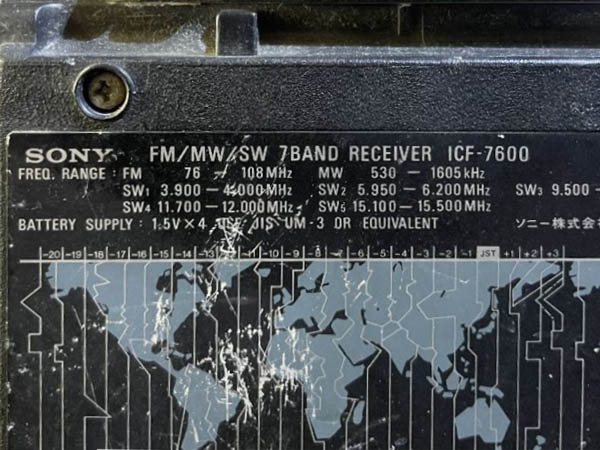 SONY FM/MW/SW 7BAND RECEIVER ICF-7600
FREQ. RANGE : FM 76 – 108MHz MW 530 — 1605kHz
SW1 3.900 – 4.000MHz SW2 5.950 – 6.200MHz SW3 9.500 –
SW4 11.700 – 12.000MHz SW5 15.100 – 15.500MHz
BATTERY SUPPLY : 1.5V×4 USE JIS UM-3 OR EQUIVALENT ソニー株式
-20 -19 -18 -17 -16 -15 -14 -13 -12 -11 -10 -9 -8 -7 -6 -5 -4 -3 -2 -1 JST +1 +2 +3